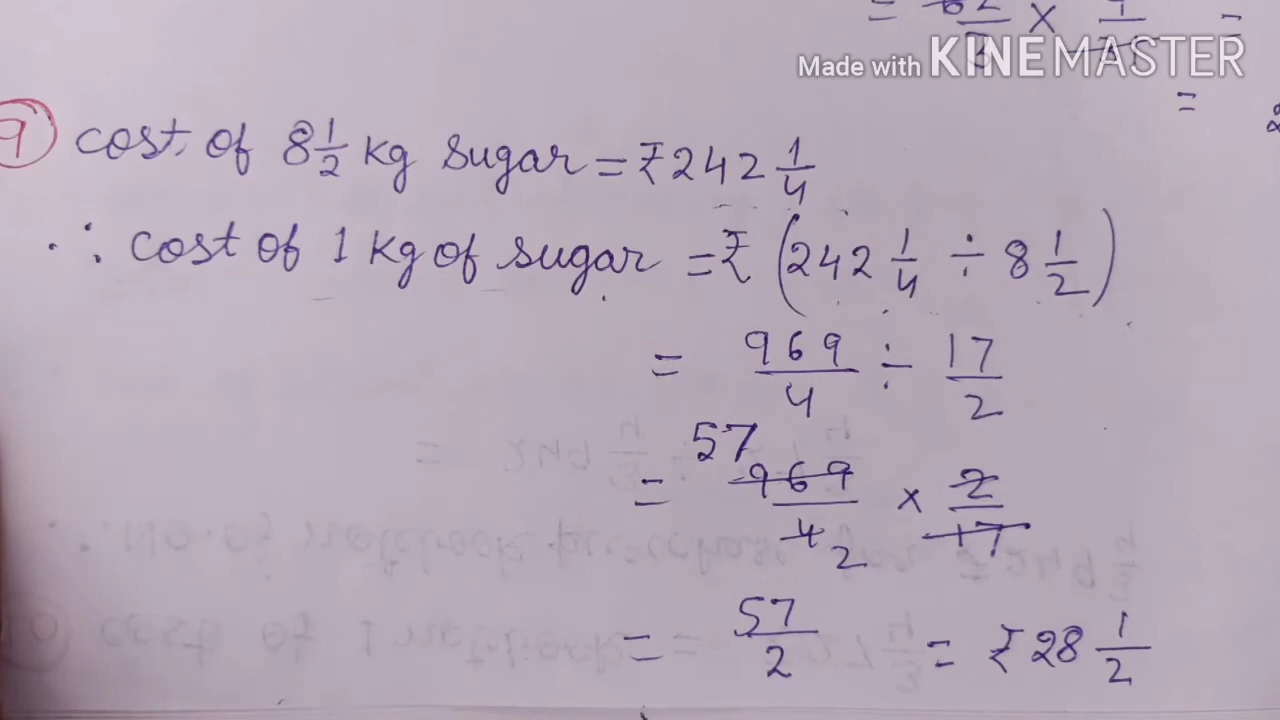 = 62/3 ×
Made with KINEMASTER
=
9 cost of 8 1/2 kg sugar = ₹242 1/4
∴ cost of 1 kg of sugar = ₹ (242 1/4 ÷ 8 1/2)
= 969/4 ÷ 17/2
57
= 969/4 × 2/17
2
= 57/2 = ₹28 1/2